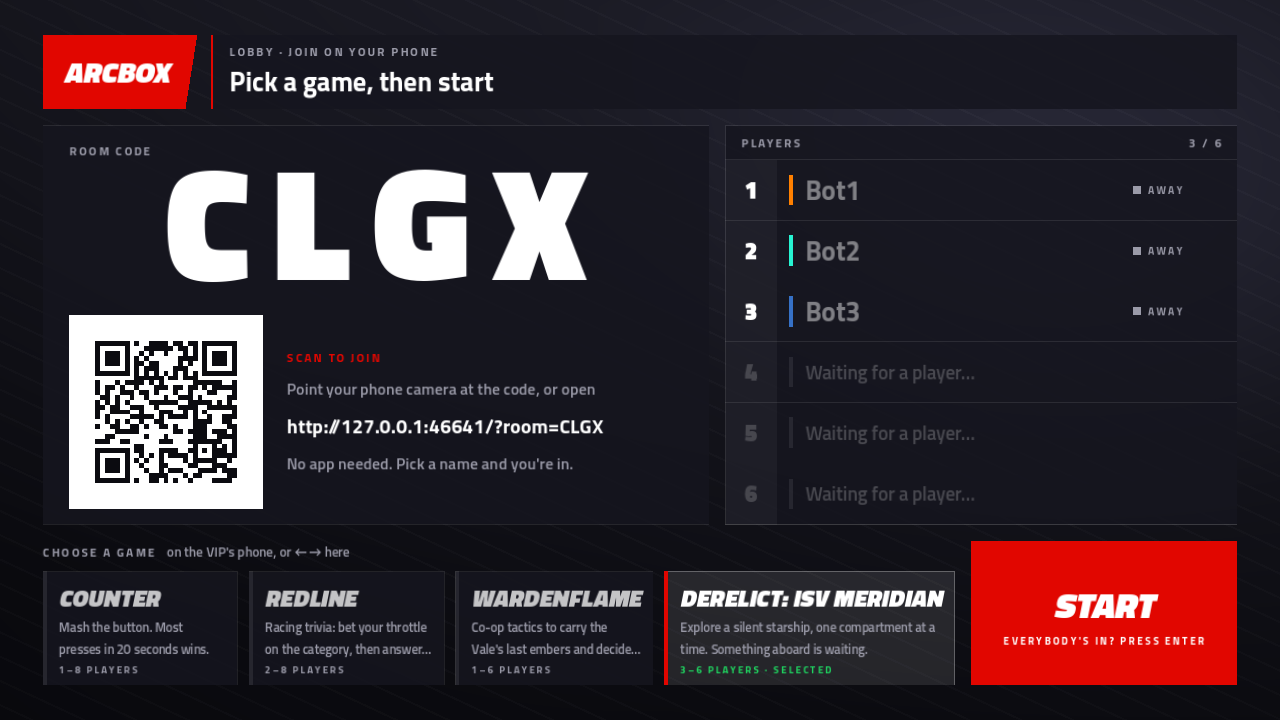 ARCBOX
LOBBY · JOIN ON YOUR PHONE
Pick a game, then start
ROOM CODE
CLGX
SCAN TO JOIN
Point your phone camera at the code, or open
http://127.0.0.1:46641/?room=CLGX
No app needed. Pick a name and you're in.
PLAYERS 3 / 6
1 Bot1 AWAY
2 Bot2 AWAY
3 Bot3 AWAY
4 Waiting for a player...
5 Waiting for a player...
6 Waiting for a player...
CHOOSE A GAME on the VIP's phone, or ←→ here
COUNTER
Mash the button. Most
presses in 20 seconds wins.
1–8 PLAYERS
REDLINE
Racing trivia: bet your throttle
on the category, then answer...
2–8 PLAYERS
WARDENFLAME
Co-op tactics to carry the
Vale's last embers and decide...
1–6 PLAYERS
DERELICT: ISV MERIDIAN
Explore a silent starship, one compartment at a
time. Something aboard is waiting.
3–6 PLAYERS · SELECTED
START
EVERYBODY'S IN? PRESS ENTER